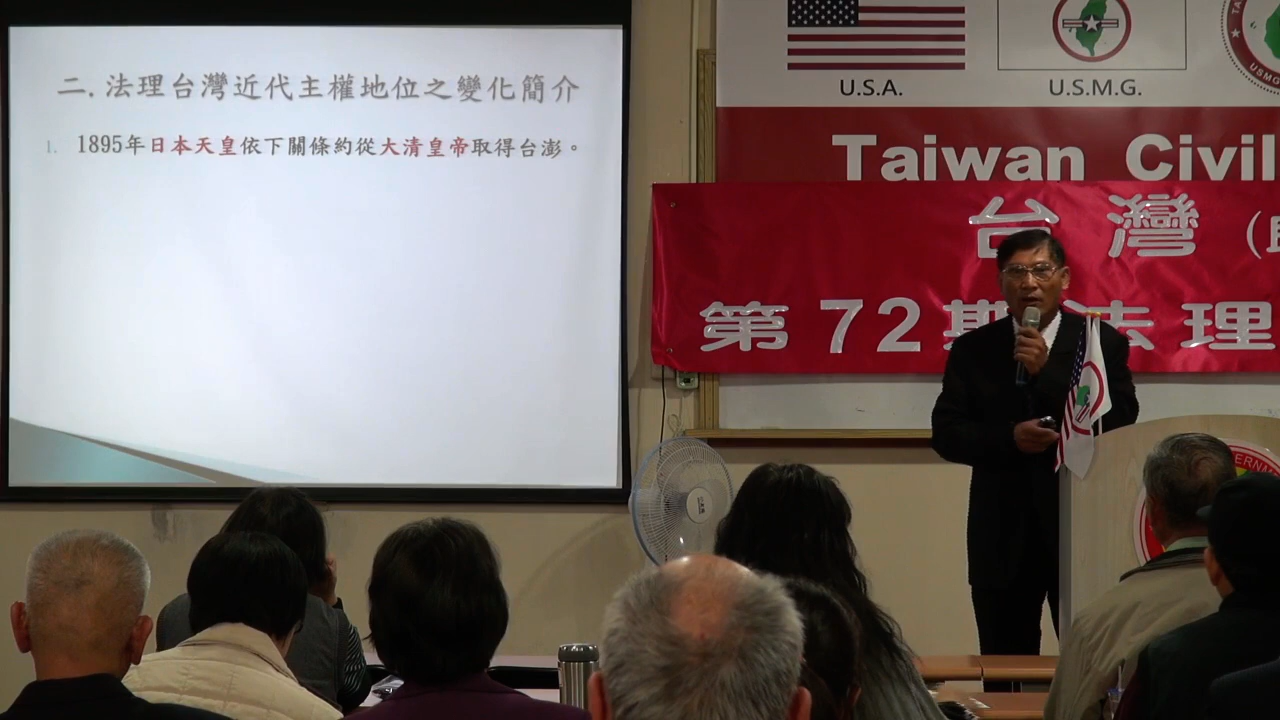 二. 法理台灣近代主權地位之變化簡介
1. 1895年日本天皇依下關條約從大清皇帝取得台澎。
U.S.A.
U.S.M.G.
Taiwan Civil
台灣（
第72期法理